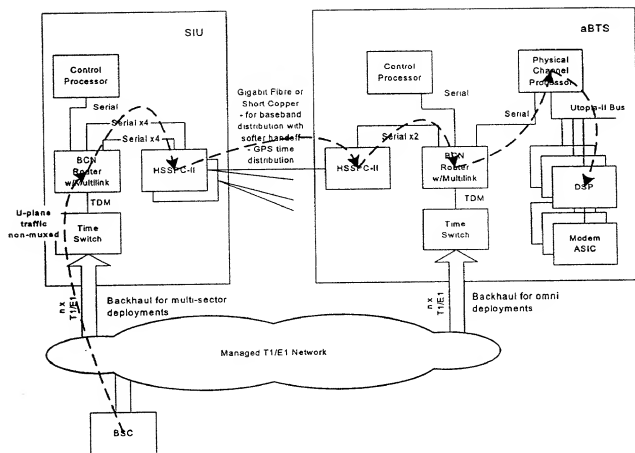 SIU
aBTS
Control
Processor
Serial
Serial x4
Serial x4
BCN
Router
w/Multilink
HSSPC-II
TDM
Time
Switch
U-plane
traffic
non-muxed
Gigabit Fibre or
Short Copper
- for baseband
distribution with
softer handoff
- GPS time
distribution
Control
Processor
Serial
Serial x2
HSSPC-II
BCN
Router
w/Multilink
TDM
Time
Switch
Physical
Channel
Processor
Serial
Utopia-II Bus
DSP
Modem
ASIC
n x
T1/E1
Backhaul for multi-sector
deployments
n x
T1/E1
Backhaul for omni
deployments
Managed T1/E1 Network
BSC